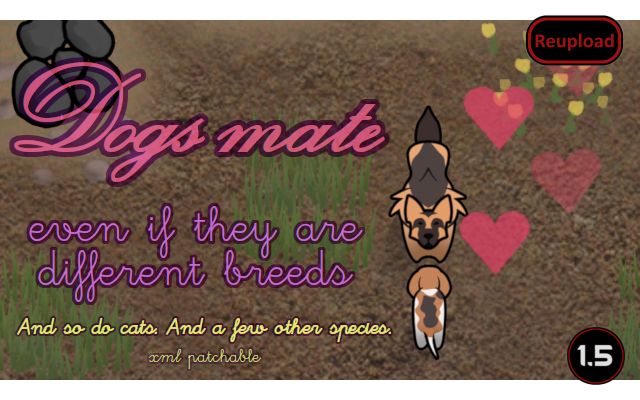 Reupload
Dogs mate
even if they are
different breeds
And so do cats. And a few other species.
xml patchable
1.5